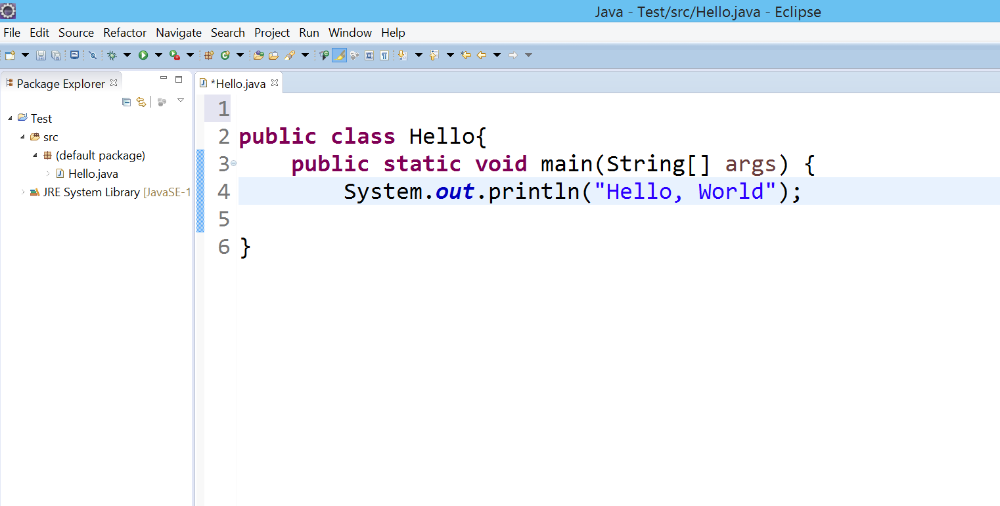 Java - Test/src/Hello.java - Eclipse
File Edit Source Refactor Navigate Search Project Run Window Help
Package Explorer
*Hello.java
Test
src
(default package)
Hello.java
JRE System Library [JavaSE-1
1
2 public class Hello{
3 public static void main(String[] args) {
4 System.out.println("Hello, World");
5
6 }